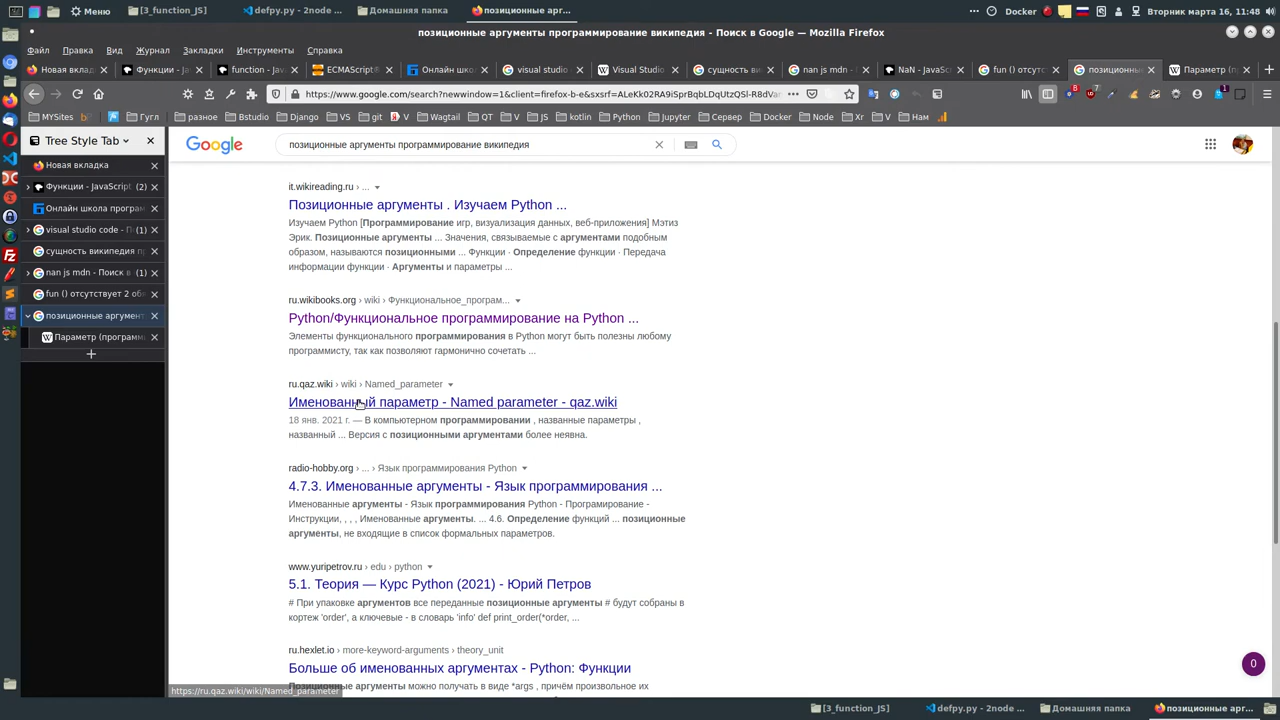 Меню
[3_function_JS]
defpy.py - 2node ...
Домашняя папка
позиционные арг...
Docker
Вторник марта 16, 11:48
позиционные аргументы программирование википедия - Поиск в Google — Mozilla Firefox
Файл Правка Вид Журнал Закладки Инструменты Справка
Новая вклад
Функции - Ja
function - Jav
ECMAScript®
Онлайн шко
visual studio
Visual Studi
сущность ви
nan js mdn -
NaN - JavaSc
fun () отсутс
позиционны
Параметр (п
https://www.google.com/search?newwindow=1&client=firefox-b-e&sxsrf=ALeKk02RA9iSprBqbLDqUtzQSl-R8dVa
MYSites Гугл разное Bstudio Django VS git Я V Wagtail QT V JS kotlin Python Jupyter Сервер Docker Node Xr V Нам
Tree Style Tab
Новая вкладка
Функции - JavaScript (2)
Онлайн школа програм
visual studio code - По (1)
сущность википедия п
nan js mdn - Поиск в (1)
fun () отсутствует 2 об
позиционные аргумент
Параметр (программ
Google
позиционные аргументы программирование википедия
it.wikireading.ru › ...
Позиционные аргументы . Изучаем Python ...
Изучаем Python [Программирование игр, визуализация данных, веб-приложения] Мэтиз
Эрик. Позиционные аргументы ... Значения, связываемые с аргументами подобным
образом, называются позиционными ... Функции · Определение функции · Передача
информации функции · Аргументы и параметры ...
ru.wikibooks.org › wiki › Функциональное_програм...
Python/Функциональное программирование на Python ...
Элементы функционального программирования в Python могут быть полезны любому
программисту, так как позволяют гармонично сочетать ...
ru.qaz.wiki › wiki › Named_parameter
Именованный параметр - Named parameter - qaz.wiki
18 янв. 2021 г. — В компьютерном программировании , названные параметры ,
названный ... Версия с позиционными аргументами более неявна.
radio-hobby.org › ... › Язык программирования Python
4.7.3. Именованные аргументы - Язык программирования ...
Именованные аргументы - Язык программирования Python - Програмирование -
Инструкции, , , , Именованные аргументы. ... 4.6. Определение функций ... позиционные
аргументы, не входящие в список формальных параметров.
www.yuripetrov.ru › edu › python
5.1. Теория — Курс Python (2021) - Юрий Петров
# При упаковке аргументов все переданные позиционные аргументы # будут собраны в
кортеж 'order', а ключевые - в словарь 'info' def print_order(*order, ...
ru.hexlet.io › more-keyword-arguments › theory_unit
Больше об именованных аргументах - Python: Функции
Позиционные аргументы можно получать в виде *args , причём произвольное их
0
https://ru.qaz.wiki/wiki/Named_parameter
[3_function_JS]
defpy.py - 2node ...
Домашняя папка
позиционные арг...